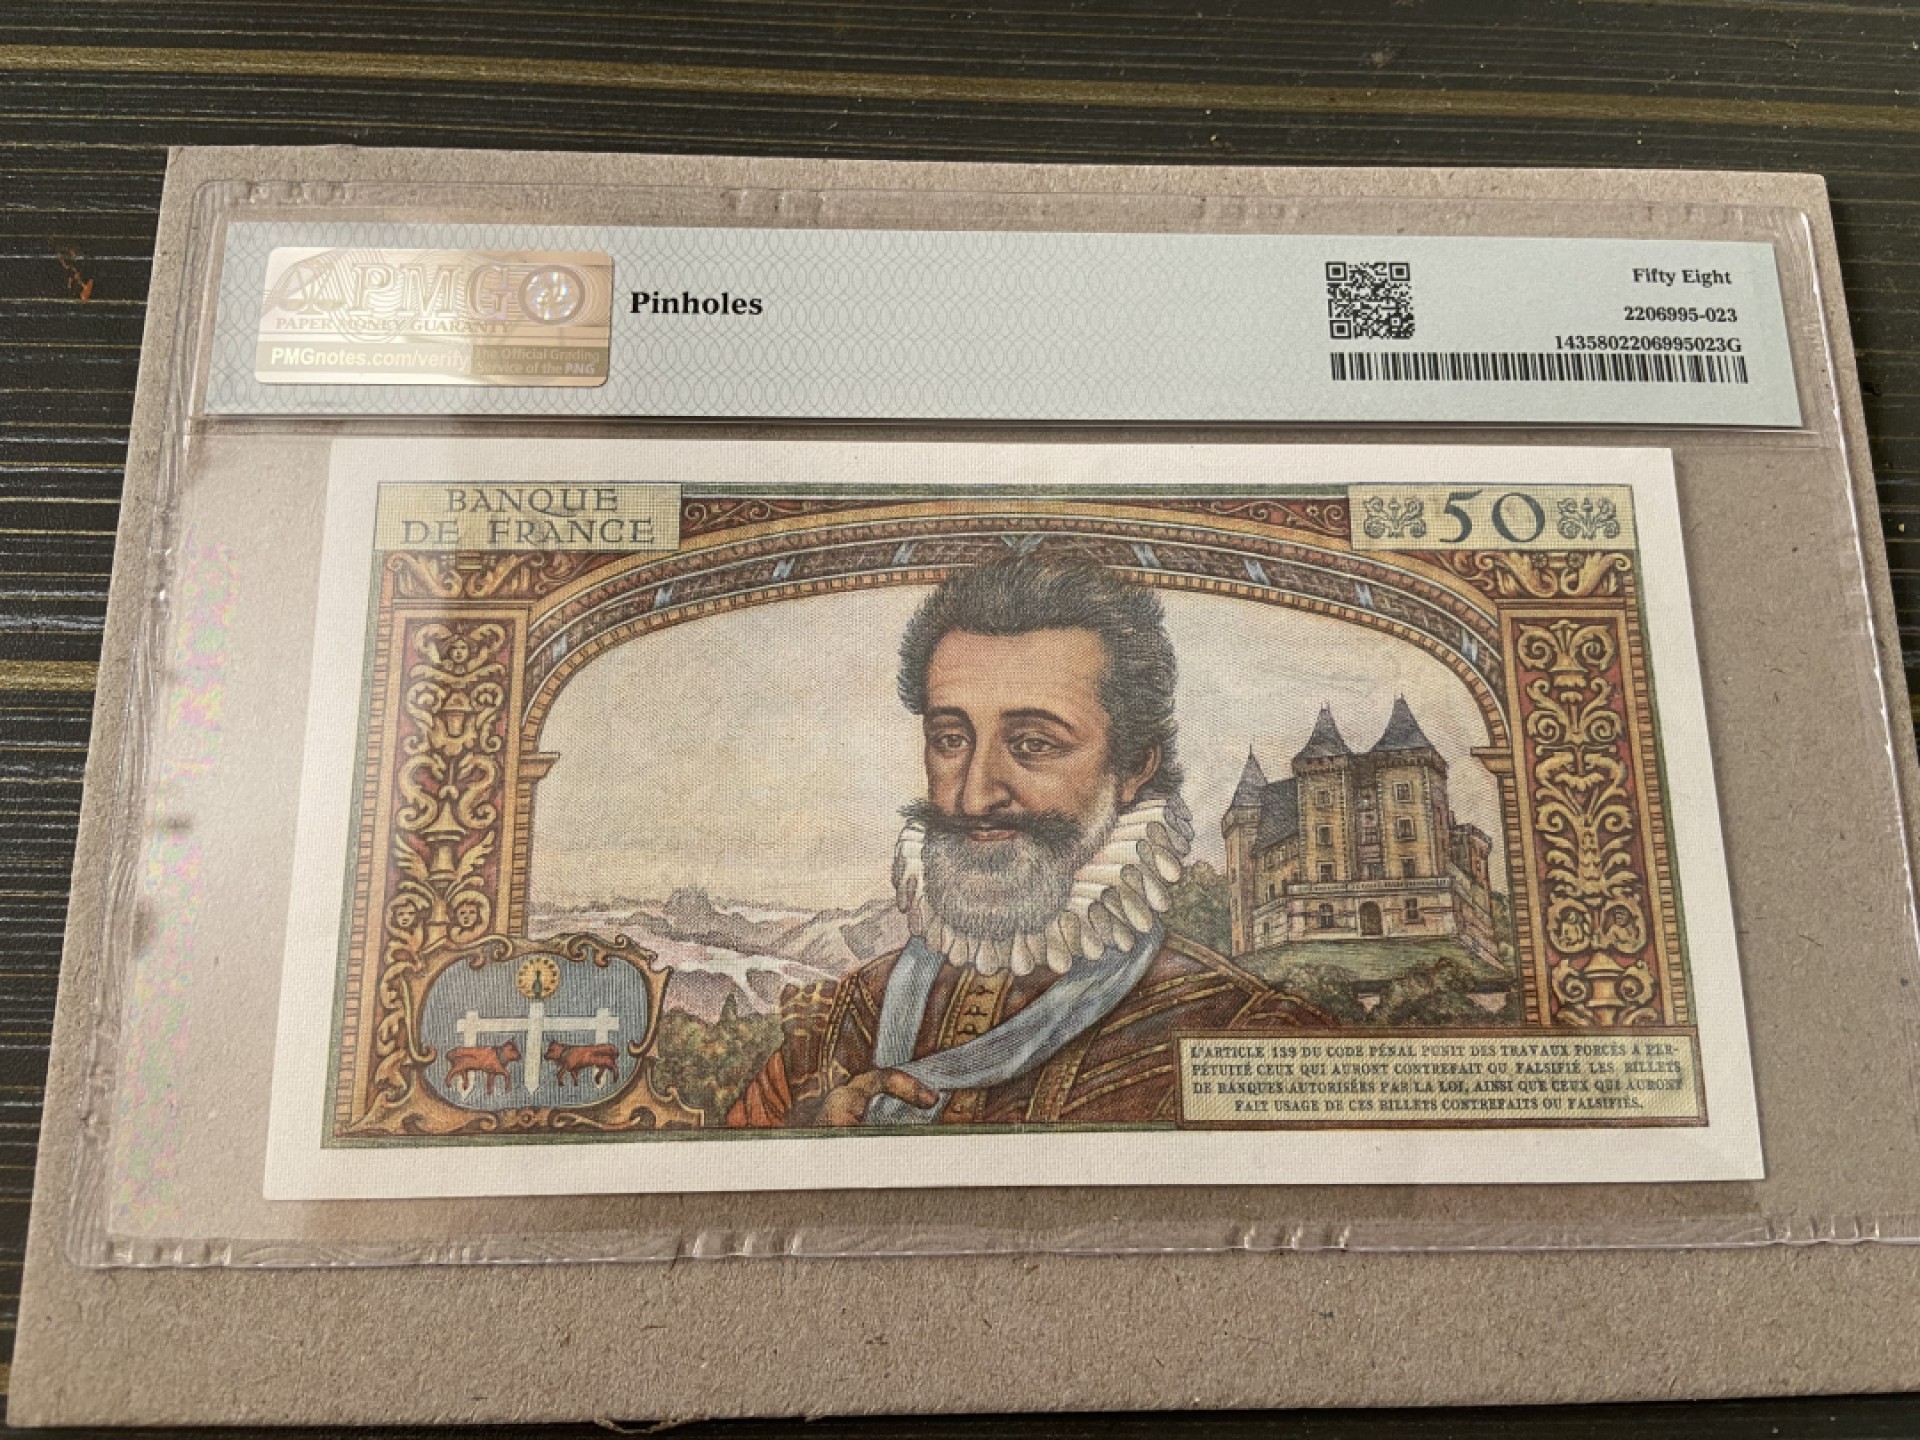 PMG
PAPER MONEY GUARANTY
PMGnotes.com/verify
The Official Grading
Service of the PNG
Pinholes
Fifty Eight
2206995-023
1435802206995023G
BANQUE
DE FRANCE
50
L'ARTICLE 139 DU CODE PÉNAL PUNIT DES TRAVAUX FORCÉS A PER-
PÉTUITÉ CEUX QUI AURONT CONTREFAIT OU FALSIFIÉ LES BILLETS
DE BANQUES AUTORISÉES PAR LA LOI, AINSI QUE CEUX QUI AURONT
FAIT USAGE DE CES BILLETS CONTREFAITS OU FALSIFIÉS.